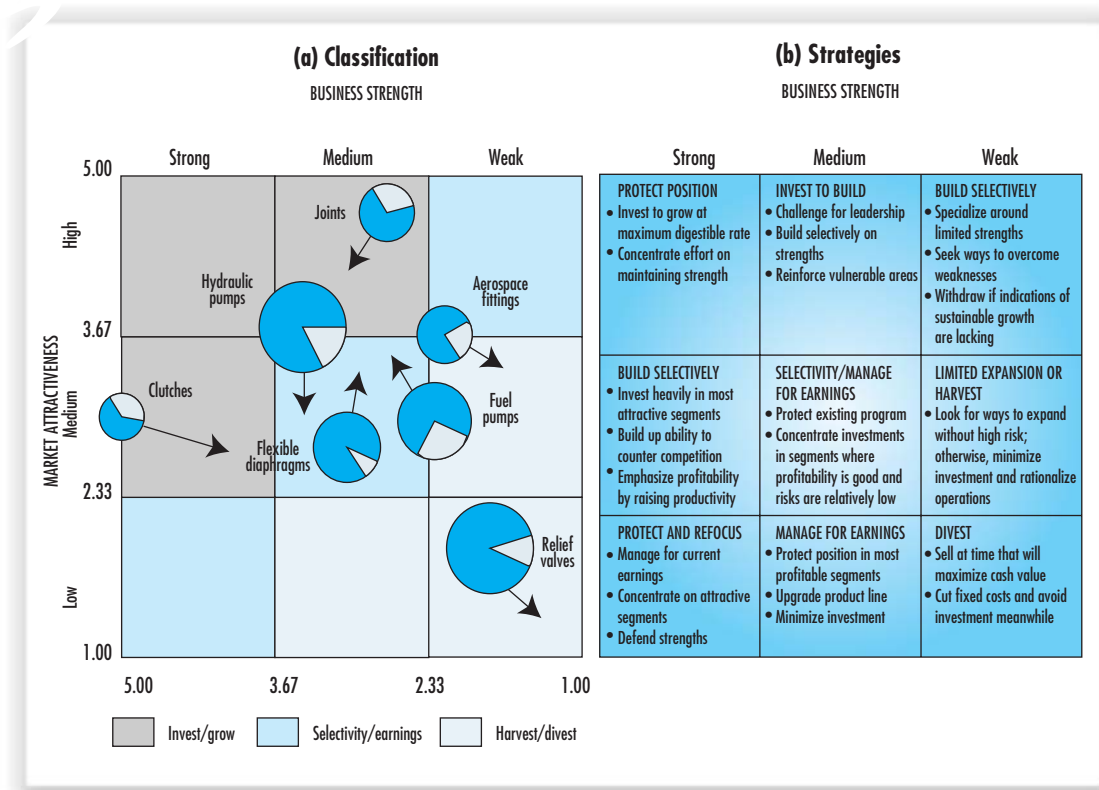 (a) Classification
BUSINESS STRENGTH
Strong
Medium
Weak
MARKET ATTRACTIVENESS
5.00
High
3.67
Medium
2.33
Low
1.00
Joints
Hydraulic
pumps
Aerospace
fittings
Clutches
Flexible
diaphragms
Fuel
pumps
Relief
valves
5.00
3.67
2.33
1.00
Invest/grow
Selectivity/earnings
Harvest/divest
(b) Strategies
BUSINESS STRENGTH
Strong
Medium
Weak
PROTECT POSITION
• Invest to grow at
maximum digestible rate
• Concentrate effort on
maintaining strength
INVEST TO BUILD
• Challenge for leadership
• Build selectively on
strengths
• Reinforce vulnerable areas
BUILD SELECTIVELY
• Specialize around
limited strengths
• Seek ways to overcome
weaknesses
• Withdraw if indications of
sustainable growth
are lacking
BUILD SELECTIVELY
• Invest heavily in most
attractive segments
• Build up ability to
counter competition
• Emphasize profitability
by raising productivity
SELECTIVITY/MANAGE
FOR EARNINGS
• Protect existing program
• Concentrate investments
in segments where
profitability is good and
risks are relatively low
LIMITED EXPANSION OR
HARVEST
• Look for ways to expand
without high risk;
otherwise, minimize
investment and rationalize
operations
PROTECT AND REFOCUS
• Manage for current
earnings
• Concentrate on attractive
segments
• Defend strengths
MANAGE FOR EARNINGS
• Protect position in most
profitable segments
• Upgrade product line
• Minimize investment
DIVEST
• Sell at time that will
maximize cash value
• Cut fixed costs and avoid
investment meanwhile